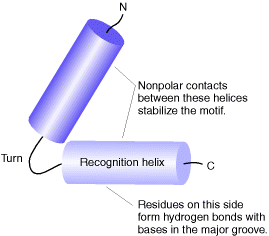 N
Nonpolar contacts
between these helices
stabilize the motif.
Turn
Recognition helix
C
Residues on this side
form hydrogen bonds with
bases in the major groove.